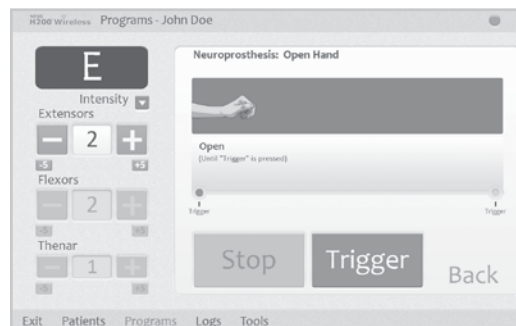 H200 Wireless Programs - John Doe
E
Intensity
Extensors
2
-5 +5
Flexors
2
-5 +5
Thenar
1
-5 +5
Neuroprosthesis: Open Hand
Open
(Until "Trigger" is pressed)
Trigger Trigger
Stop Trigger Back
Exit Patients Programs Logs Tools